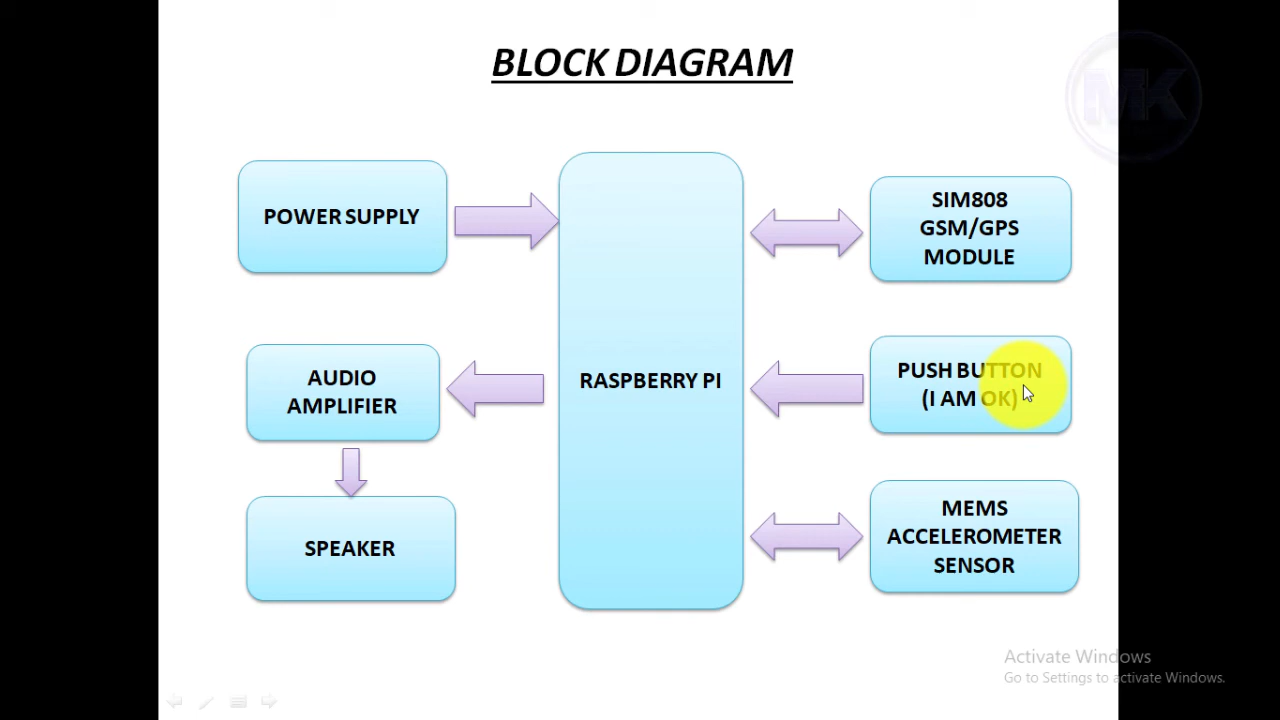 MK
BLOCK DIAGRAM
POWER SUPPLY
SIM808
GSM/GPS
MODULE
AUDIO
AMPLIFIER
RASPBERRY PI
PUSH BUTTON
(I AM OK)
SPEAKER
MEMS
ACCELEROMETER
SENSOR
Activate Windows
Go to Settings to activate Windows.